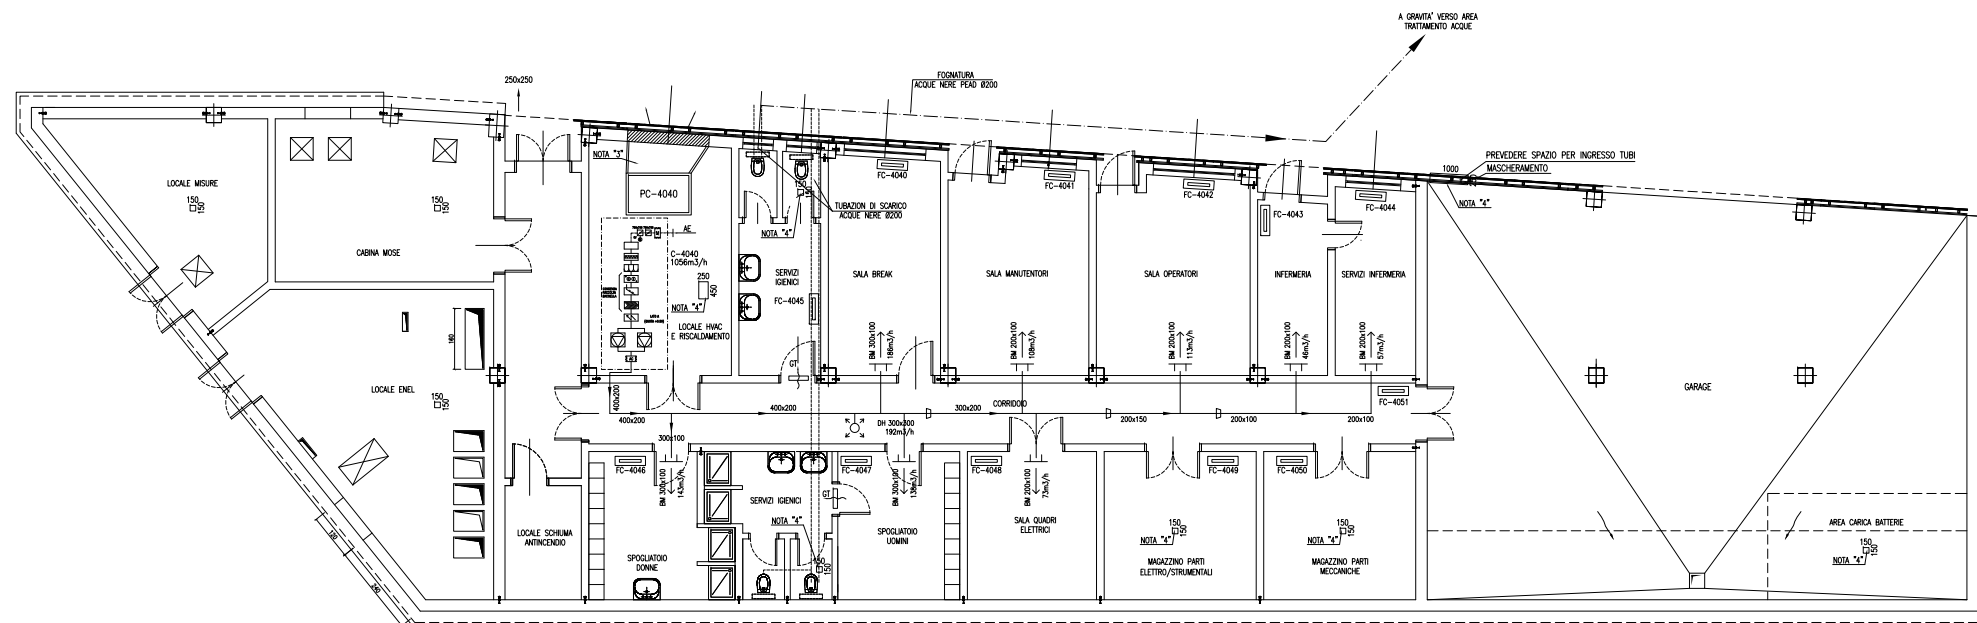 A GRAVITA' VERSO AREA
TRATTAMENTO ACQUE
250x250
FOGNATURA
ACQUE NERE PEAD Ø200
NOTA "3"
PC-4040
FC-4040
FC-4041
FC-4042
FC-4043
FC-4044
1000
PREVEDERE SPAZIO PER INGRESSO TUBI
MASCHERAMENTO
NOTA "4"
LOCALE MISURE
150
150
150
150
CABINA MOSE
150
150
TUBAZION DI SCARICO
ACQUE NERE Ø200
NOTA "4"
AE
C-4040
1056m3/h
250
450
NOTA "4"
LOCALE HVAC
E RISCALDAMENTO
SERVIZI
IGIENICI
FC-4045
SALA BREAK
SALA MANUTENTORI
SALA OPERATORI
INFERMERIA
SERVIZI INFERMERIA
BM 300x100
186m3/h
BM 200x100
108m3/h
BM 200x100
113m3/h
BM 200x100
46m3/h
BM 200x100
57m3/h
GT
160
LOCALE ENEL
150
150
GARAGE
400x200
400x200
400x200
300x200
CORRIDOIO
200x150
200x100
200x100
FC-4051
DH 300x300
192m3/h
300x100
FC-4046
BM 300x100
143m3/h
FC-4047
BM 300x100
138m3/h
FC-4048
BM 200x100
73m3/h
FC-4049
FC-4050
GT
SERVIZI IGIENICI
NOTA "4"
150
150
LOCALE SCHIUMA
ANTINCENDIO
SPOGLIATOIO
DONNE
SPOGLIATOIO
UOMINI
SALA QUADRI
ELETTRICI
150
150
NOTA "4"
MAGAZZINO PARTI
ELETTRO/STRUMENTALI
150
150
NOTA "4"
MAGAZZINO PARTI
MECCANICHE
AREA CARICA BATTERIE
150
150
NOTA "4"
120